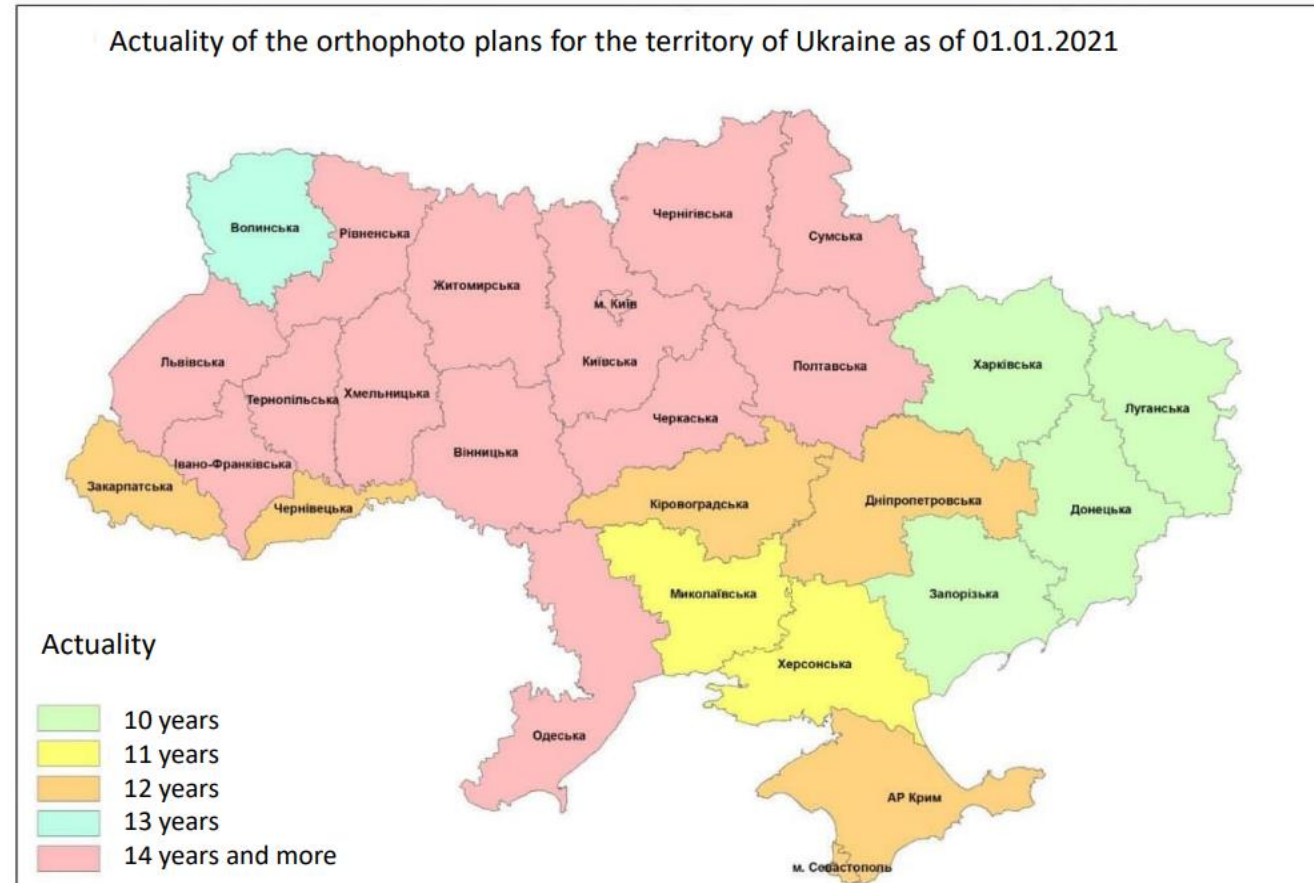 Actuality of the orthophoto plans for the territory of Ukraine as of 01.01.2021
Волинська
Рівненська
Чернігівська
Сумська
Житомирська
м. Київ
Київська
Львівська
Тернопільська
Хмельницька
Полтавська
Харківська
Луганська
Черкаська
Вінницька
Івано-Франківська
Закарпатська
Чернівецька
Кіровоградська
Дніпропетровська
Донецька
Миколаївська
Запорізька
Херсонська
Одеська
АР Крим
м. Севастополь
Actuality
10 years
11 years
12 years
13 years
14 years and more